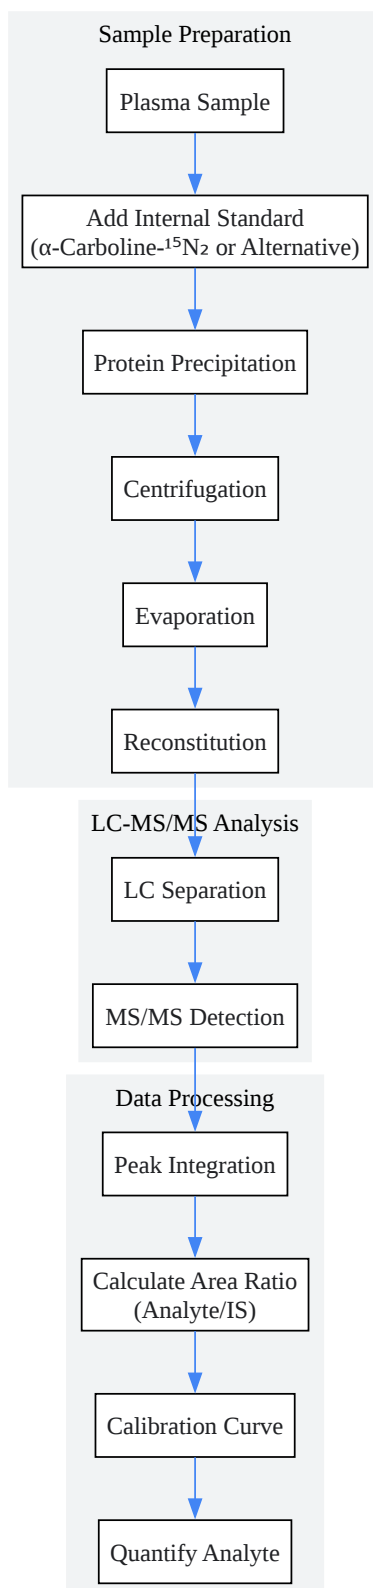 Sample Preparation
Plasma Sample
Add Internal Standard
(α-Carboline-¹⁵N₂ or Alternative)
Protein Precipitation
Centrifugation
Evaporation
Reconstitution
LC-MS/MS Analysis
LC Separation
MS/MS Detection
Data Processing
Peak Integration
Calculate Area Ratio
(Analyte/IS)
Calibration Curve
Quantify Analyte